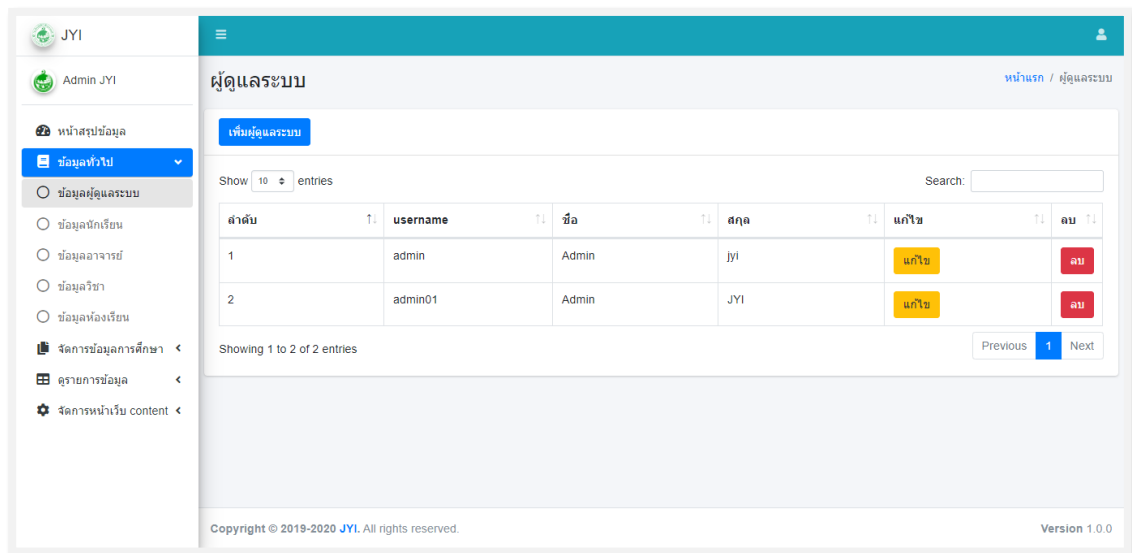 JYI
Admin JYI
หน้าสรุปข้อมูล
ข้อมูลทั่วไป
ข้อมูลผู้ดูแลระบบ
ข้อมูลนักเรียน
ข้อมูลอาจารย์
ข้อมูลวิชา
ข้อมูลห้องเรียน
จัดการข้อมูลการศึกษา
ดูรายการข้อมูล
จัดการหน้าเว็บ content
ผู้ดูแลระบบ
หน้าแรก / ผู้ดูแลระบบ
เพิ่มผู้ดูแลระบบ
Show 10 entries Search:
ลำดับ username ชื่อ สกุล แก้ไข ลบ
1 admin Admin jyi แก้ไข ลบ
2 admin01 Admin JYI แก้ไข ลบ
Showing 1 to 2 of 2 entries Previous 1 Next
Copyright © 2019-2020 JYI. All rights reserved. Version 1.0.0